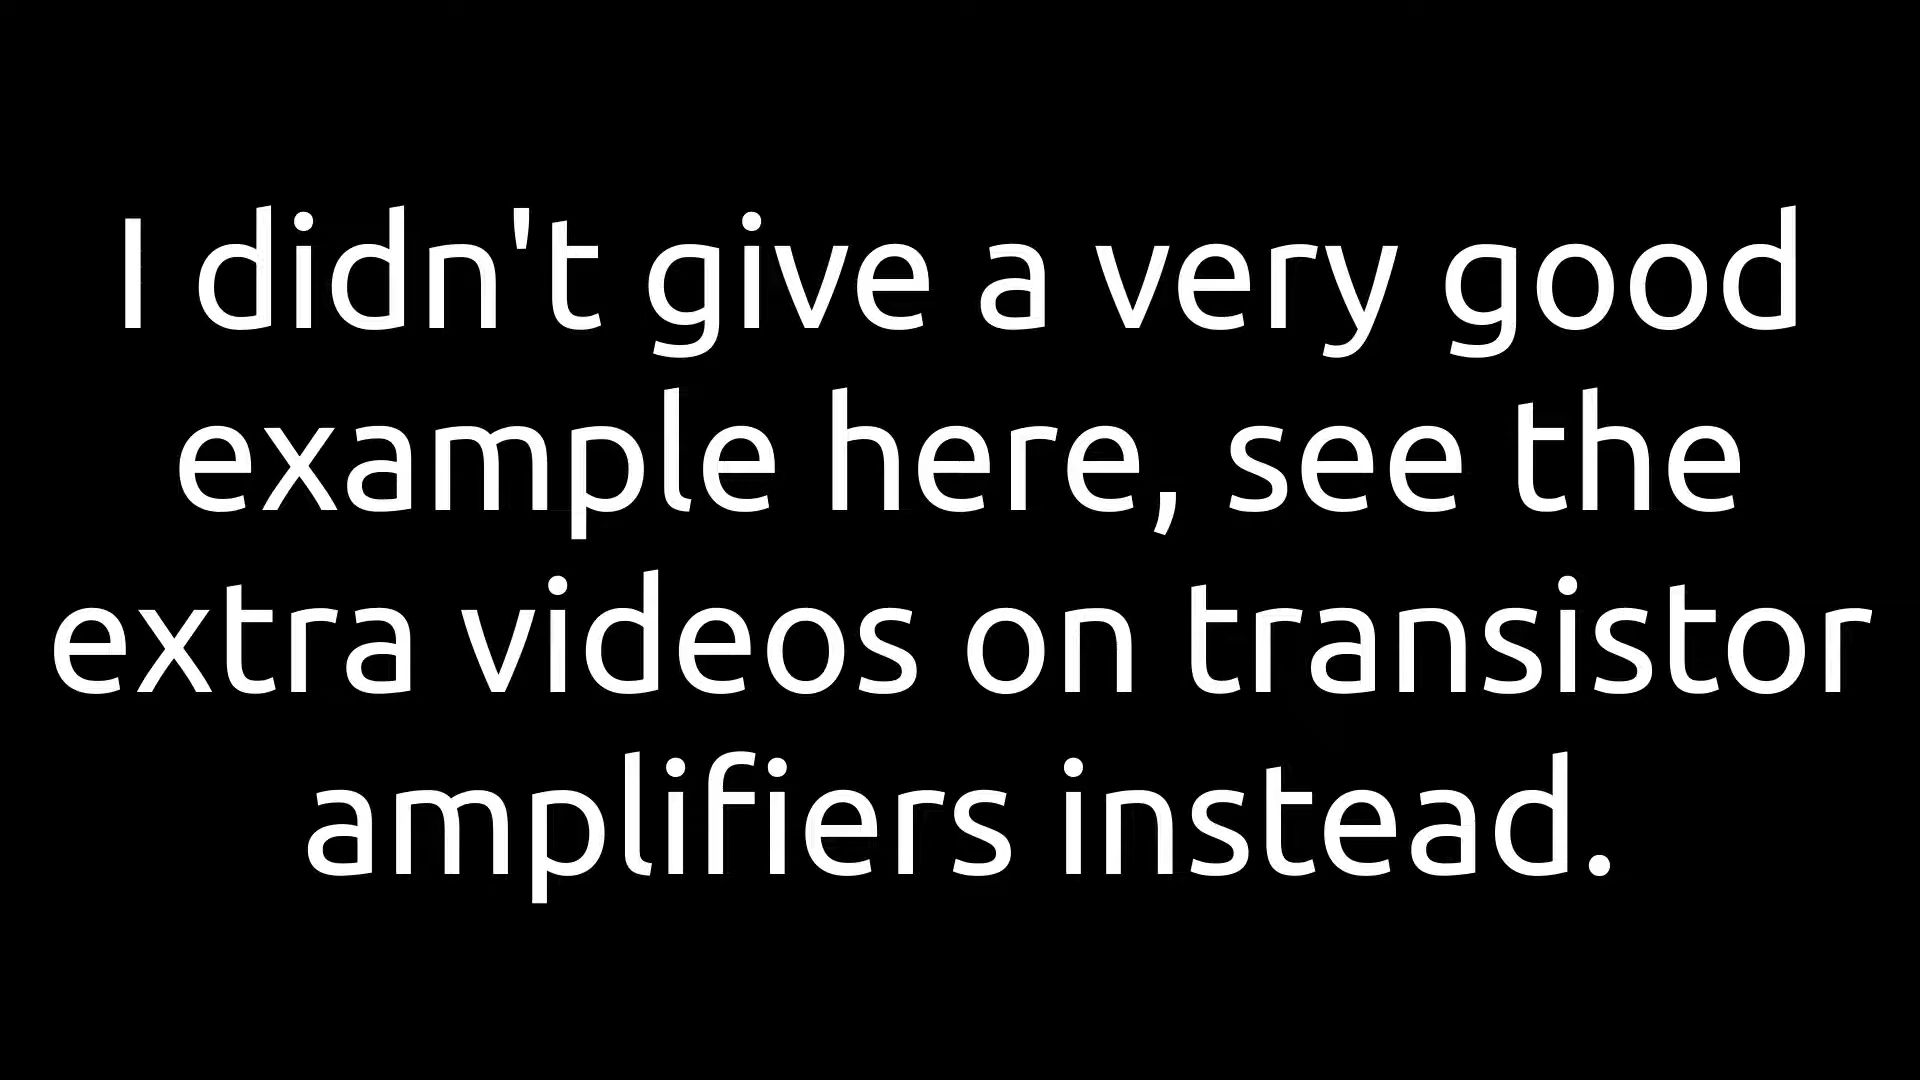 I didn't give a very good
example here, see the
extra videos on transistor
amplifiers instead.